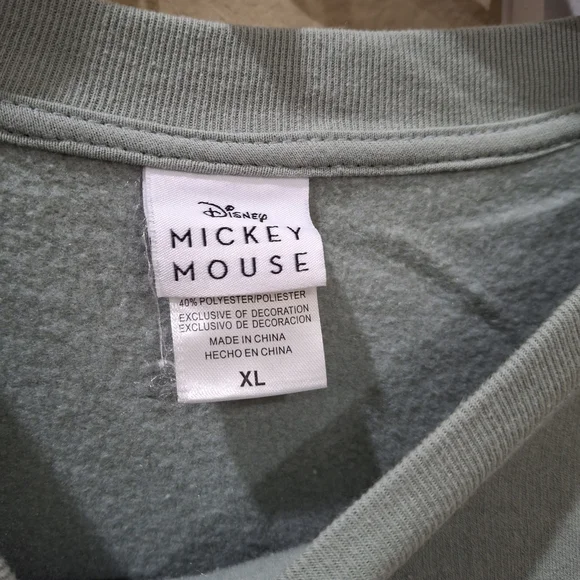 Disney
MICKEY
MOUSE
40% POLYESTER/POLIESTER
EXCLUSIVE OF DECORATION
EXCLUSIVO DE DECORACION
MADE IN CHINA
HECHO EN CHINA
XL